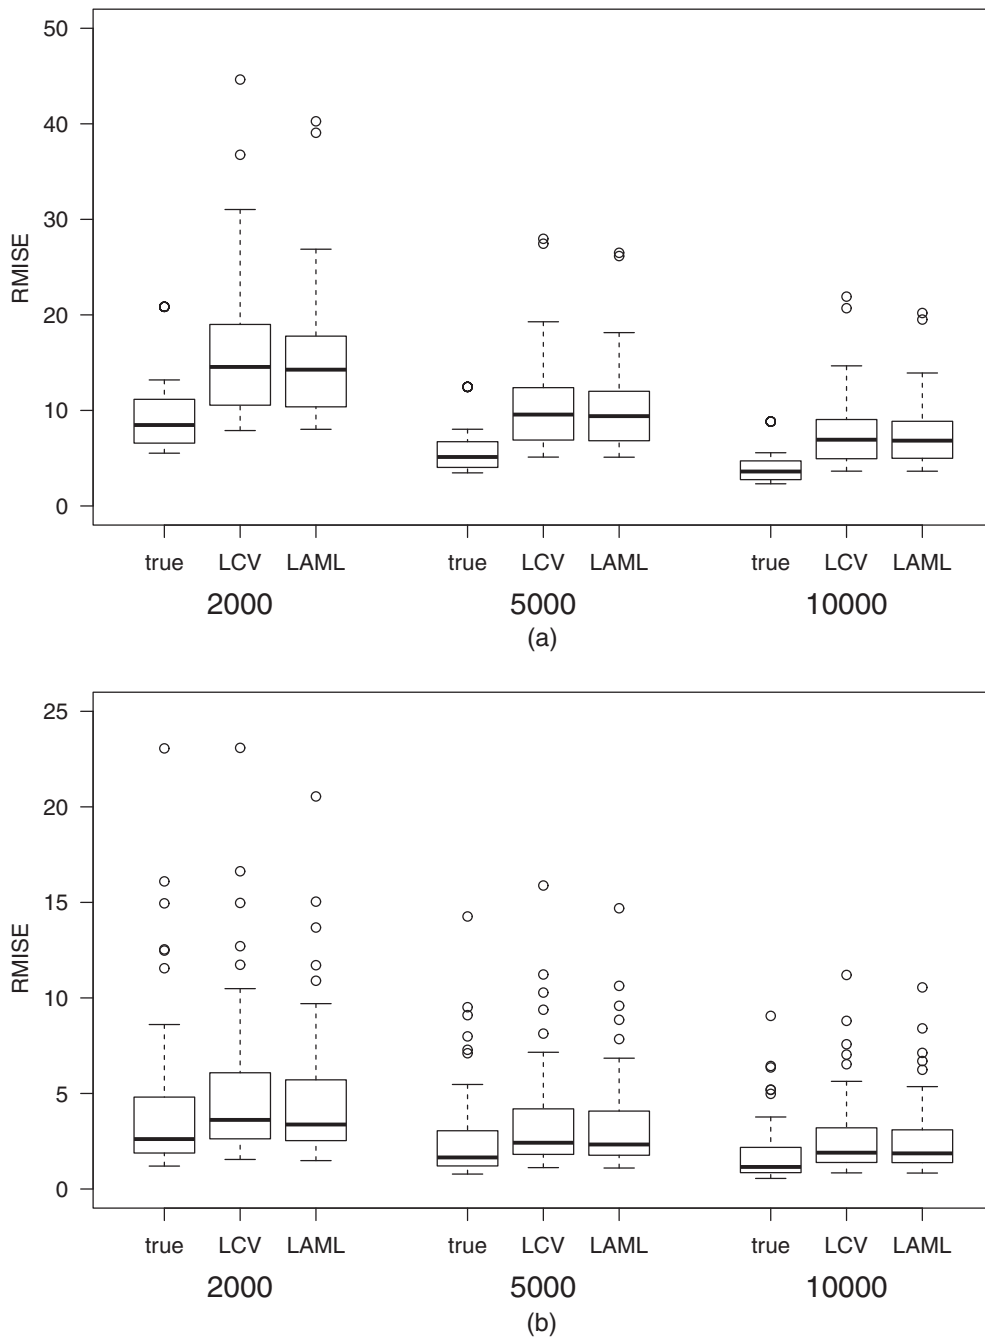 50
40
30
20
10
0
RMISE
true LCV LAML true LCV LAML true LCV LAML
2000 5000 10000
(a)
25
20
15
10
5
0
RMISE
true LCV LAML true LCV LAML true LCV LAML
2000 5000 10000
(b)